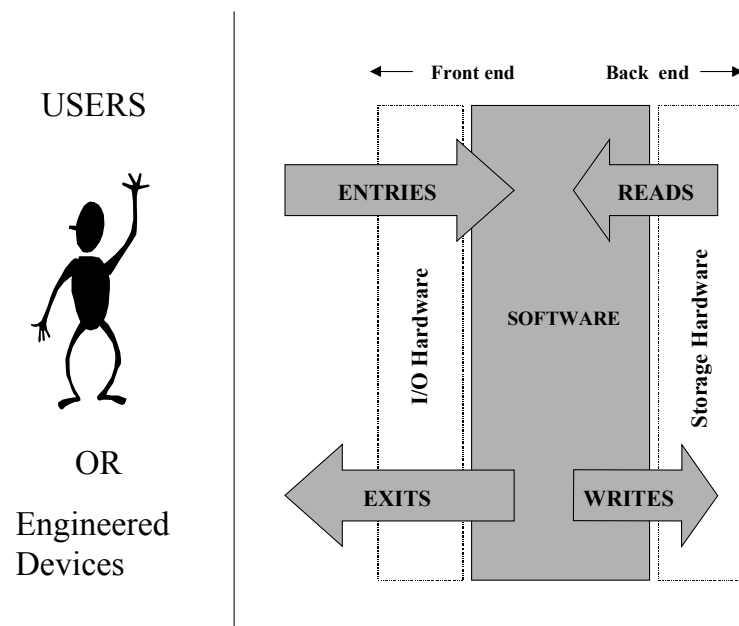 USERS
OR
Engineered
Devices
Front end
Back end
ENTRIES
READS
I/O Hardware
SOFTWARE
Storage Hardware
EXITS
WRITES